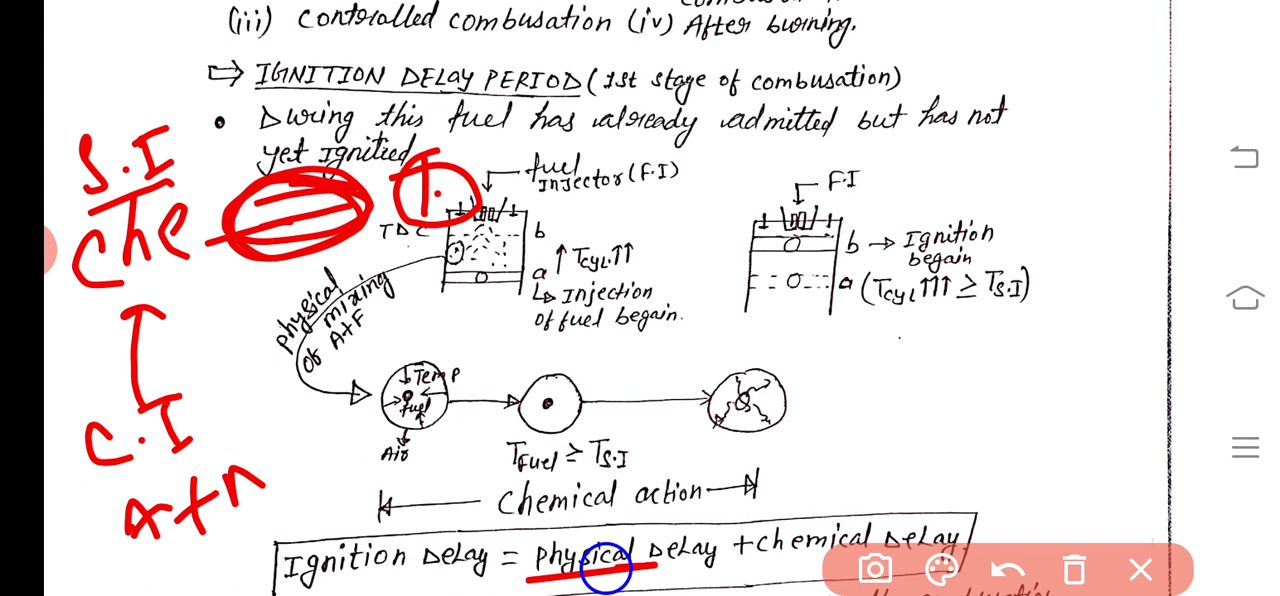 (iii) Controlled combusation (iv) After burning.
⇒ IGNITION DELAY PERIOD (1st stage of combusation)
• During this fuel has already admitted but has not
yet Ignitied
S.I
Che
T.
fuel
Injector (F.I)
F.I
TDC
b
a
↑ Tcyl.↑↑
↳ Injection
of fuel begain.
b → Ignition
begain
a (Tcyl ↑↑↑ ≥ Ts.I)
physical
mixing
of A+F
C.I
Temp
fuel
Air
Tfuel ≥ Ts.I
Chemical action
Ignition Delay = physical Delay + chemical Delay